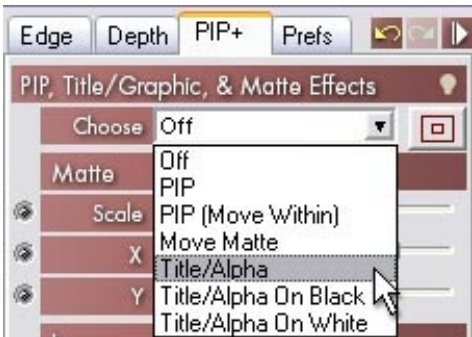 Edge Depth PIP+ Prefs
PIP, Title/Graphic, & Matte Effects
Choose Off
Off
Matte
PIP
Scale PIP (Move Within)
Move Matte
X
Title/Alpha
Y Title/Alpha On Black
Title/Alpha On White